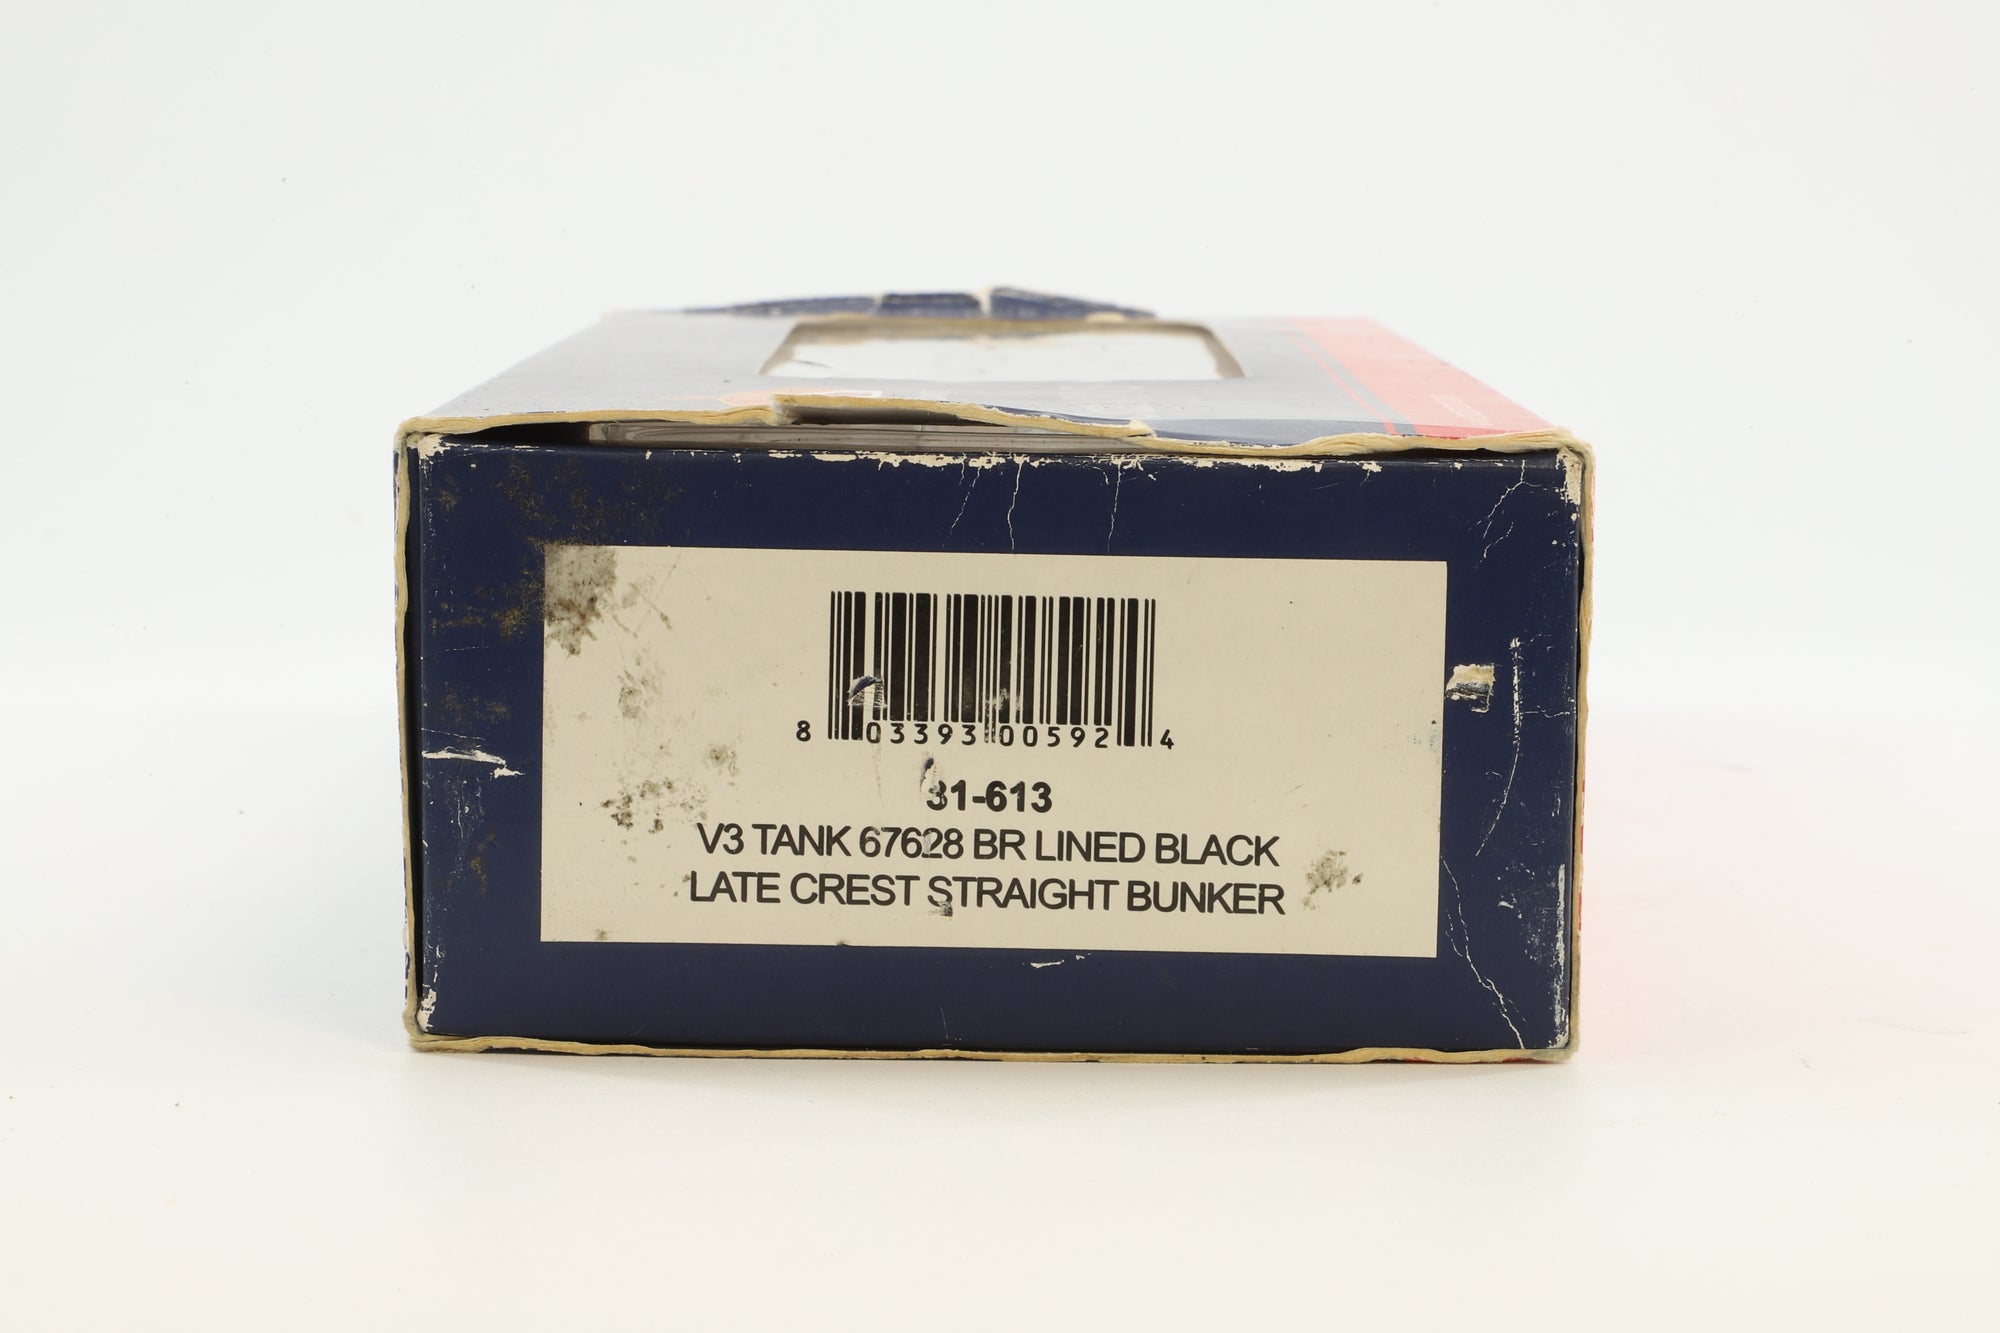 8 03393 00592 4
31-613
V3 TANK 67628 BR LINED BLACK
LATE CREST STRAIGHT BUNKER